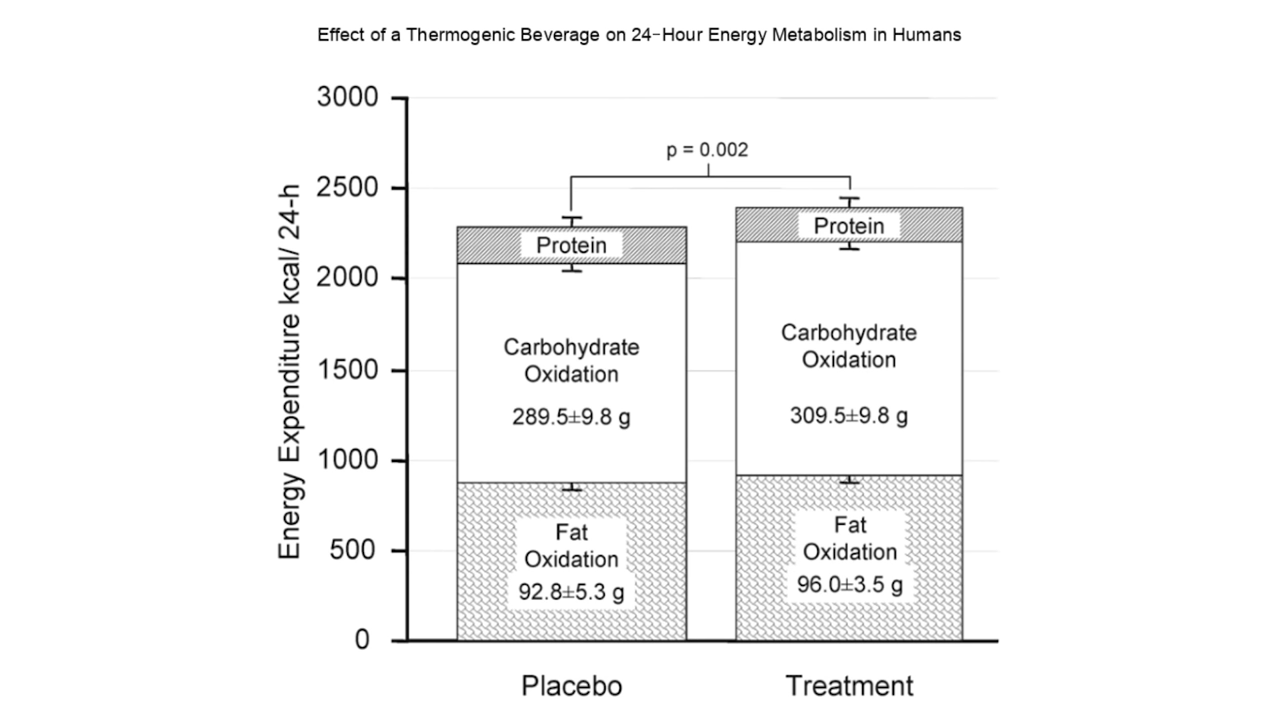 Effect of a Thermogenic Beverage on 24−Hour Energy Metabolism in Humans
3000
2500
2000
1500
1000
500
0
Energy Expenditure kcal/ 24-h
p = 0.002
Protein
Carbohydrate
Oxidation
289.5±9.8 g
Fat
Oxidation
92.8±5.3 g
Protein
Carbohydrate
Oxidation
309.5±9.8 g
Fat
Oxidation
96.0±3.5 g
Placebo
Treatment